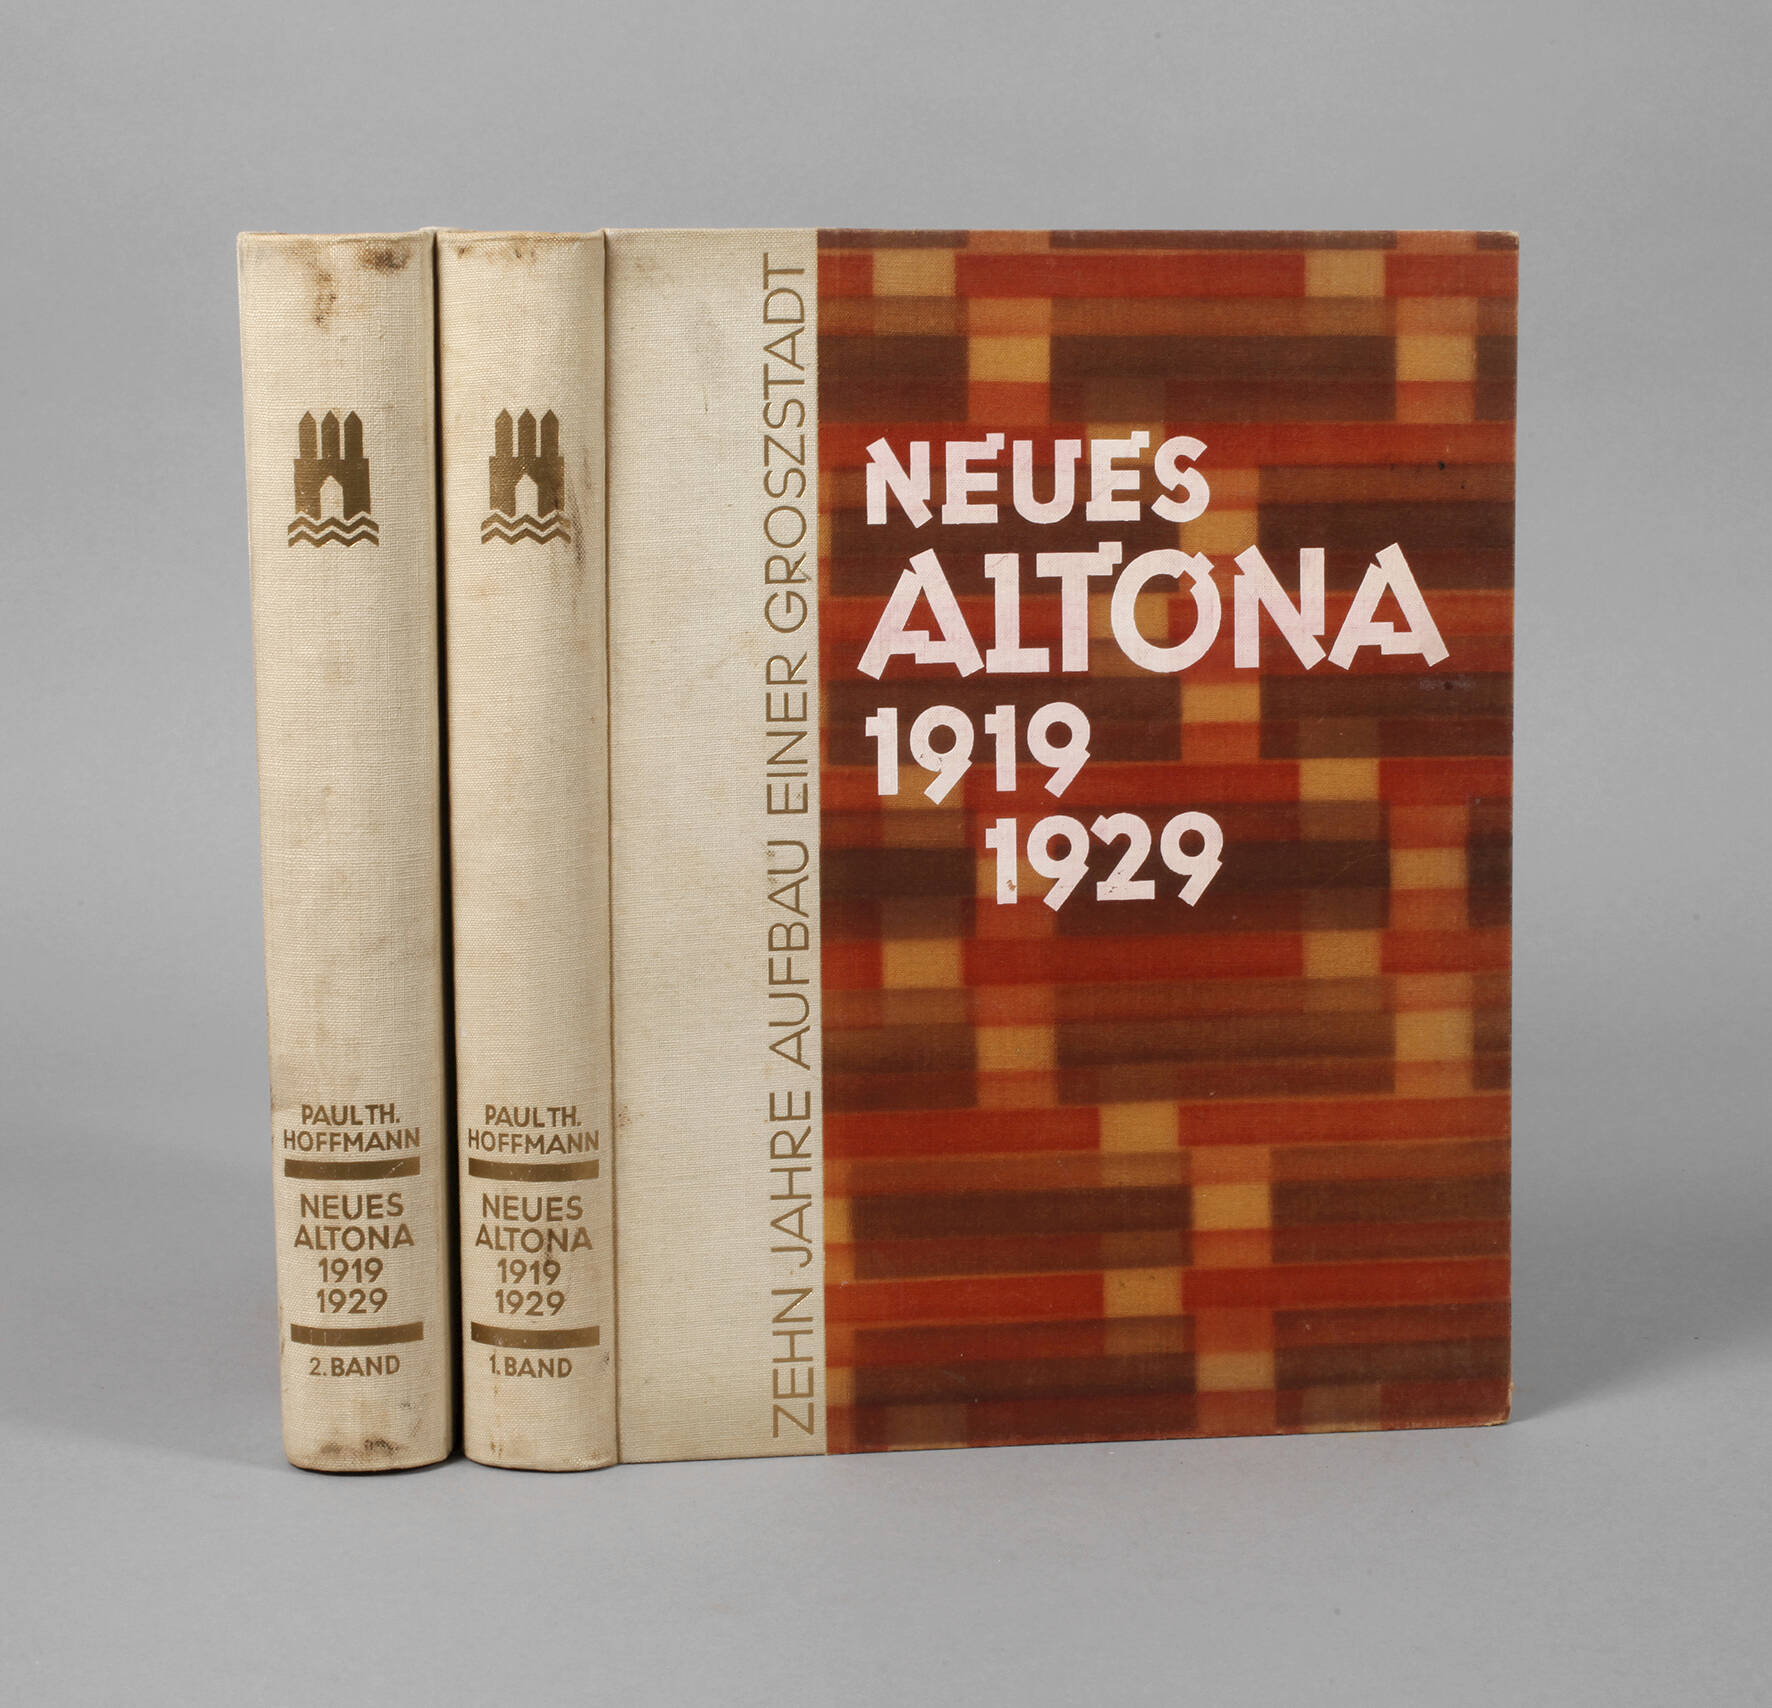 PAUL TH.
HOFFMANN
NEUES
ALTONA
1919
1929
2. BAND
PAUL TH.
HOFFMANN
NEUES
ALTONA
1919
1929
1. BAND
ZEHN JAHRE AUFBAU EINER GROSZSTADT
NEUES
ALTONA
1919
1929